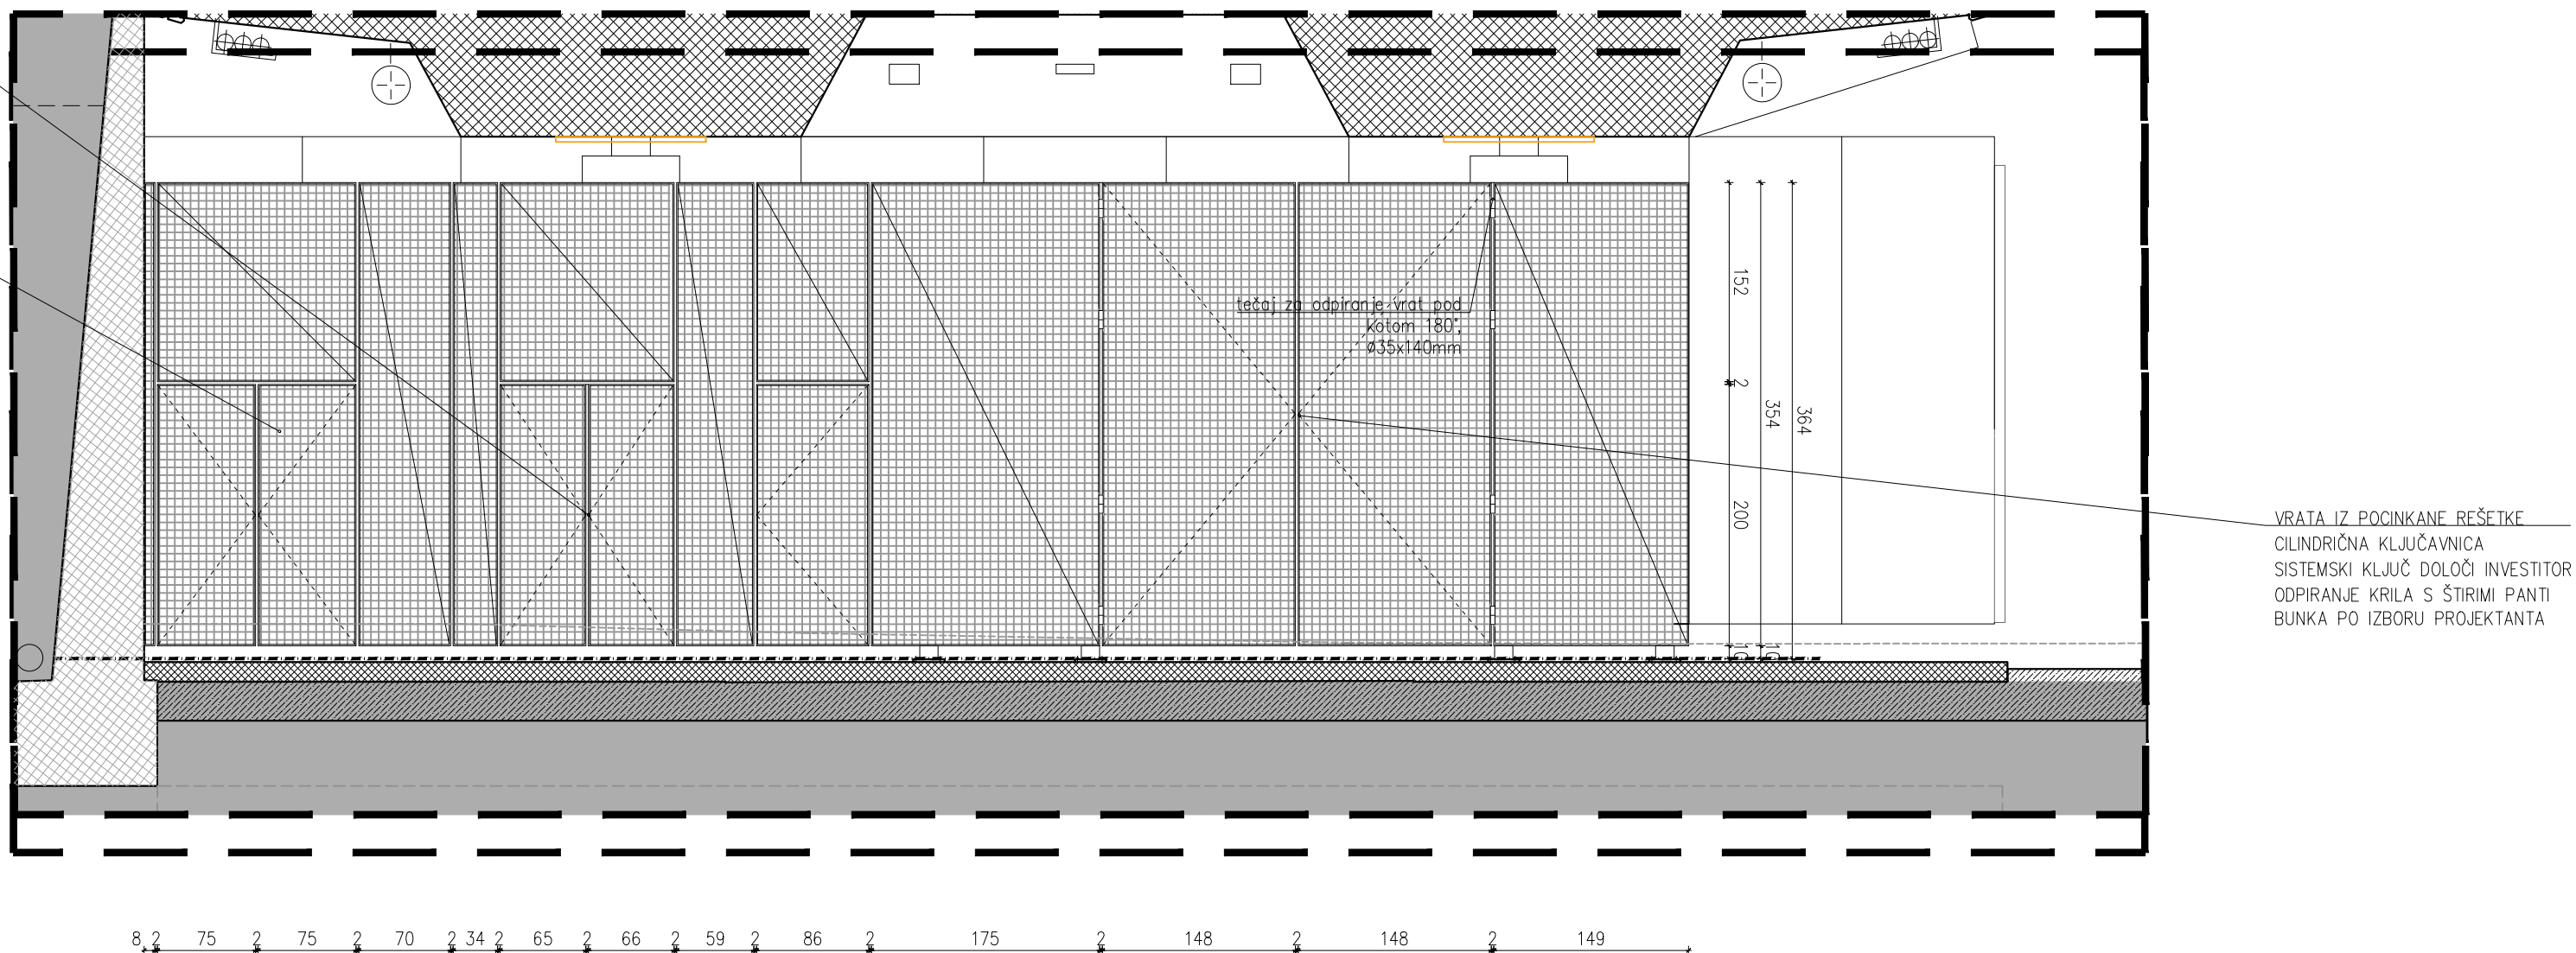 tečaj za odpiranje vrat pod
kotom 180°,
ø35x140mm
152
2
200
10
354
10
364
VRATA IZ POCINKANE REŠETKE
CILINDRIČNA KLJUČAVNICA
SISTEMSKI KLJUČ DOLOČI INVESTITOR
ODPIRANJE KRILA S ŠTIRIMI PANTI
BUNKA PO IZBORU PROJEKTANTA
8 2 75 2 75 2 70 2 34 2 65 2 66 2 59 2 86 2 175 2 148 2 148 2 149